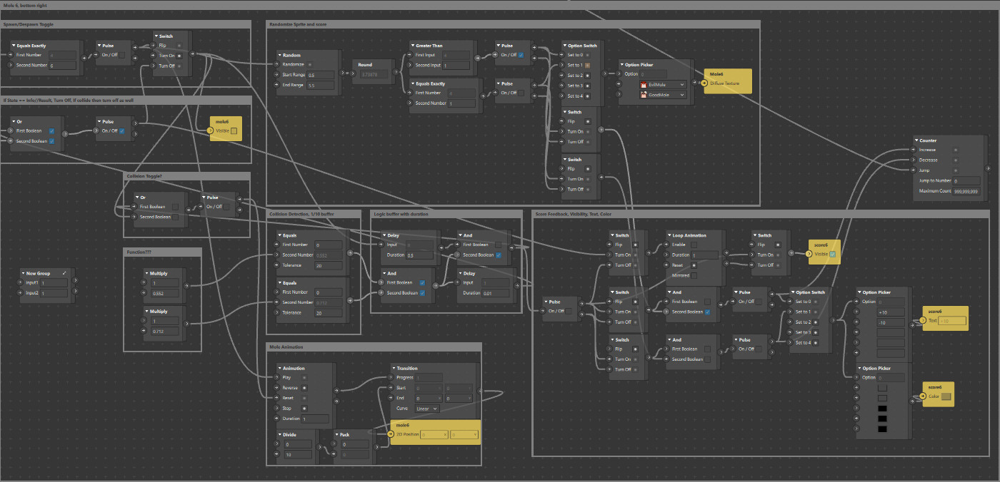 Mole 6, bottom right
Spawn/Despawn Toggle
Equals Exactly
First Number 4
Second Number 6
Pulse
On / Off
Switch
Flip
Turn On
Turn Off
If State == Info//Result, Turn Off, If collide then turn off as well
Or
First Boolean
Second Boolean
Pulse
On / Off
mole6
Visible
Collision Toggle?
Or
First Boolean
Second Boolean
Pulse
On / Off
Function???
Multiply
1
0.552
Multiply
1
0.712
New Group
Input1 1
Input2 1
Randomize Sprite and score
Random
Randomize
Start Range 0.5
End Range 5.5
Round
Greater Than
First Input 4
Second Input 1
Equals Exactly
First Number 4
Second Number 1
Pulse
On / Off
Pulse
On / Off
Option Switch
Set to 0
Set to 1
Set to 2
Set to 3
Set to 4
Switch
Flip
Turn On
Turn Off
Switch
Flip
Turn On
Turn Off
Option Picker
Option 0
EvilMole
GoodMole
Mole6
Diffuse Texture
Counter
Increase
Decrease
Jump
Jump to Number 0
Maximum Count 999,999,999
Collision Detection, 1/10 buffer
Equals
First Number 0
Second Number 0.552
Tolerance 20
Equals
First Number 0
Second Number 0.712
Tolerance 20
Logic buffer with duration
Delay
Input 0
Duration 0.5
And
First Boolean
Second Boolean
And
First Boolean
Second Boolean
Delay
Input 1
Duration 0.01
Mole Animation
Animation
Play
Reverse
Reset
Stop
Duration 1
Divide
0
10
Pack
0
0
Transition
Progress 1
Start 0 0
End 0 0
Curve Linear
mole6
2D Position 0 X 0 Y
Score Feedback, Visibility, Text, Color
Pulse
On / Off
Switch
Flip
Turn On
Turn Off
Loop Animation
Enable
Duration 1
Reset
Mirrored
Switch
Flip
Turn On
Turn Off
score6
Visible
Switch
Flip
Turn On
Turn Off
And
First Boolean
Second Boolean
Pulse
On / Off
Switch
Flip
Turn On
Turn Off
And
First Boolean
Second Boolean
Pulse
On / Off
Option Switch
Set to 0
Set to 1
Set to 2
Set to 3
Set to 4
Option Picker
Option 0
+10
-10
score6
Text +10
Option Picker
Option 0
score6
Color